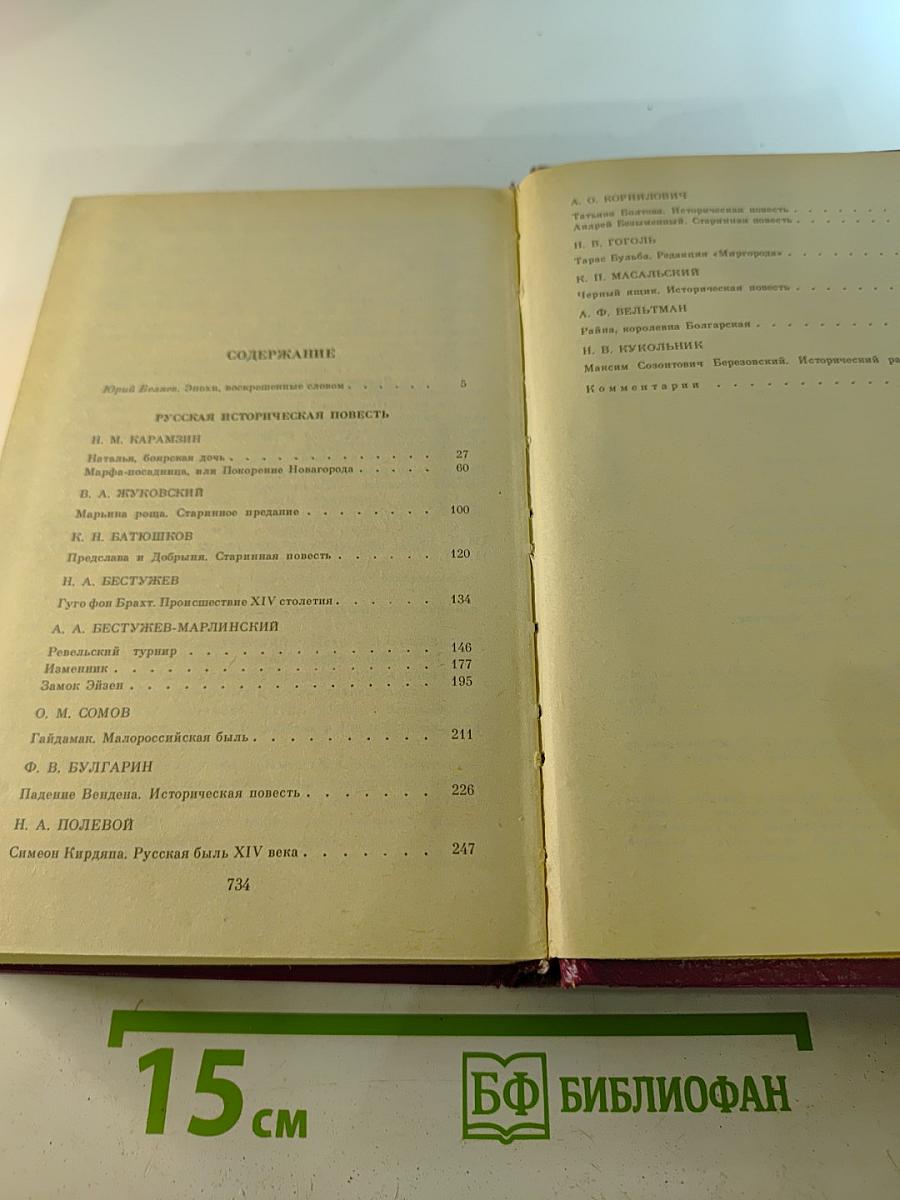 СОДЕРЖАНИЕ
Юрий Беляев. Эпохи, воскрешенные словом . . . . . . 5
РУССКАЯ ИСТОРИЧЕСКАЯ ПОВЕСТЬ
Н. М. КАРАМЗИН
Наталья, боярская дочь . . . . . . . . . . . . . 27
Марфа-посадница, или Покорение Новагорода . . . . . 60
В. А. ЖУКОВСКИЙ
Марьина роща. Старинное предание . . . . . . . . 100
К. Н. БАТЮШКОВ
Предслава и Добрыня. Старинная повесть . . . . . . 120
Н. А. БЕСТУЖЕВ
Гуго фон Брахт. Происшествие XIV столетия . . . . . . 134
А. А. БЕСТУЖЕВ-МАРЛИНСКИЙ
Ревельский турнир . . . . . . . . . . . . . 146
Изменник . . . . . . . . . . . . . . . . . 177
Замок Эйзен . . . . . . . . . . . . . . . . 195
О. М. СОМОВ
Гайдамак. Малороссийская быль . . . . . . . . . . 211
Ф. В. БУЛГАРИН
Падение Вендена. Историческая повесть . . . . . . . 226
Н. А. ПОЛЕВОЙ
Симеон Кирдяпа. Русская быль XIV века . . . . . . . 247
734
А. О. КОРНИЛОВИЧ
Татьяна Болтова. Историческая повесть . . . . . . .
Андрей Безыменный. Старинная повесть . . . . . . .
Н. В. ГОГОЛЬ
Тарас Бульба. Редакция «Миргорода» . . . . . . . .
К. П. МАСАЛЬСКИЙ
Черный ящик. Историческая повесть . . . . . . . .
А. Ф. ВЕЛЬТМАН
Райна, королевна Болгарская . . . . . . . . . .
Н. В. КУКОЛЬНИК
Максим Созонтович Березовский. Исторический ра
Комментарии . . . . . . . . . . . .
15 см
БФ БИБЛИОФАН